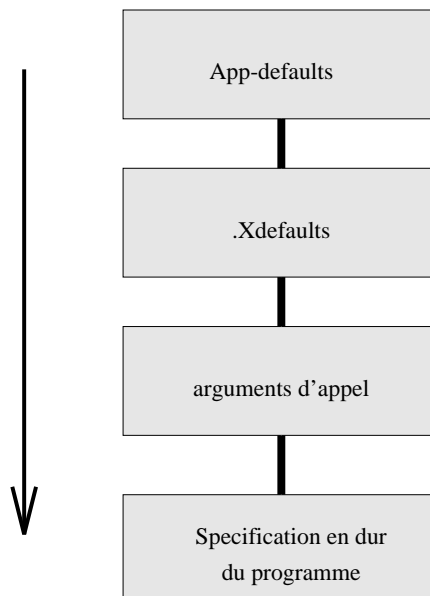 App-defaults
.Xdefaults
arguments d'appel
Specification en dur
du programme